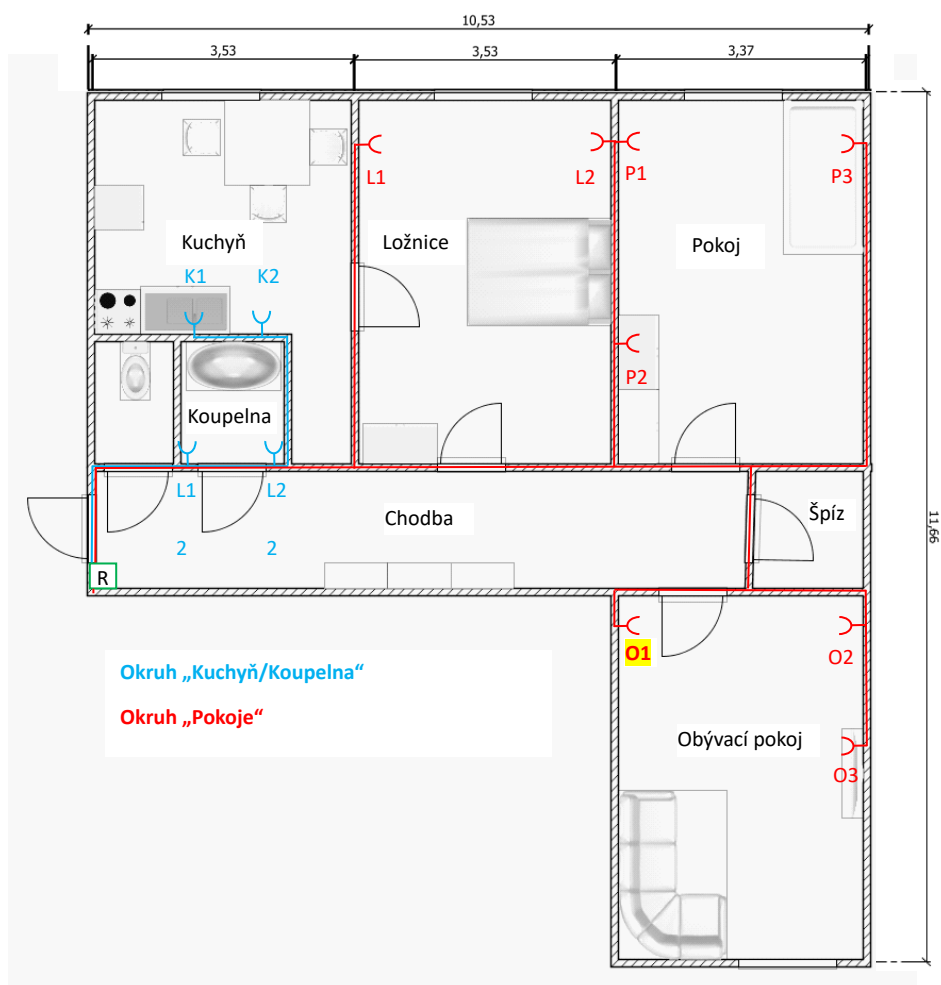 10,53
3,53 3,53 3,37
L1 L2 P1 P3
Kuchyň Ložnice Pokoj
K1 K2
P2
Koupelna
L1 L2
Chodba Špíz
2 2
11,66
R
O1 O2
Okruh „Kuchyň/Koupelna“
Okruh „Pokoje“
Obývací pokoj
O3